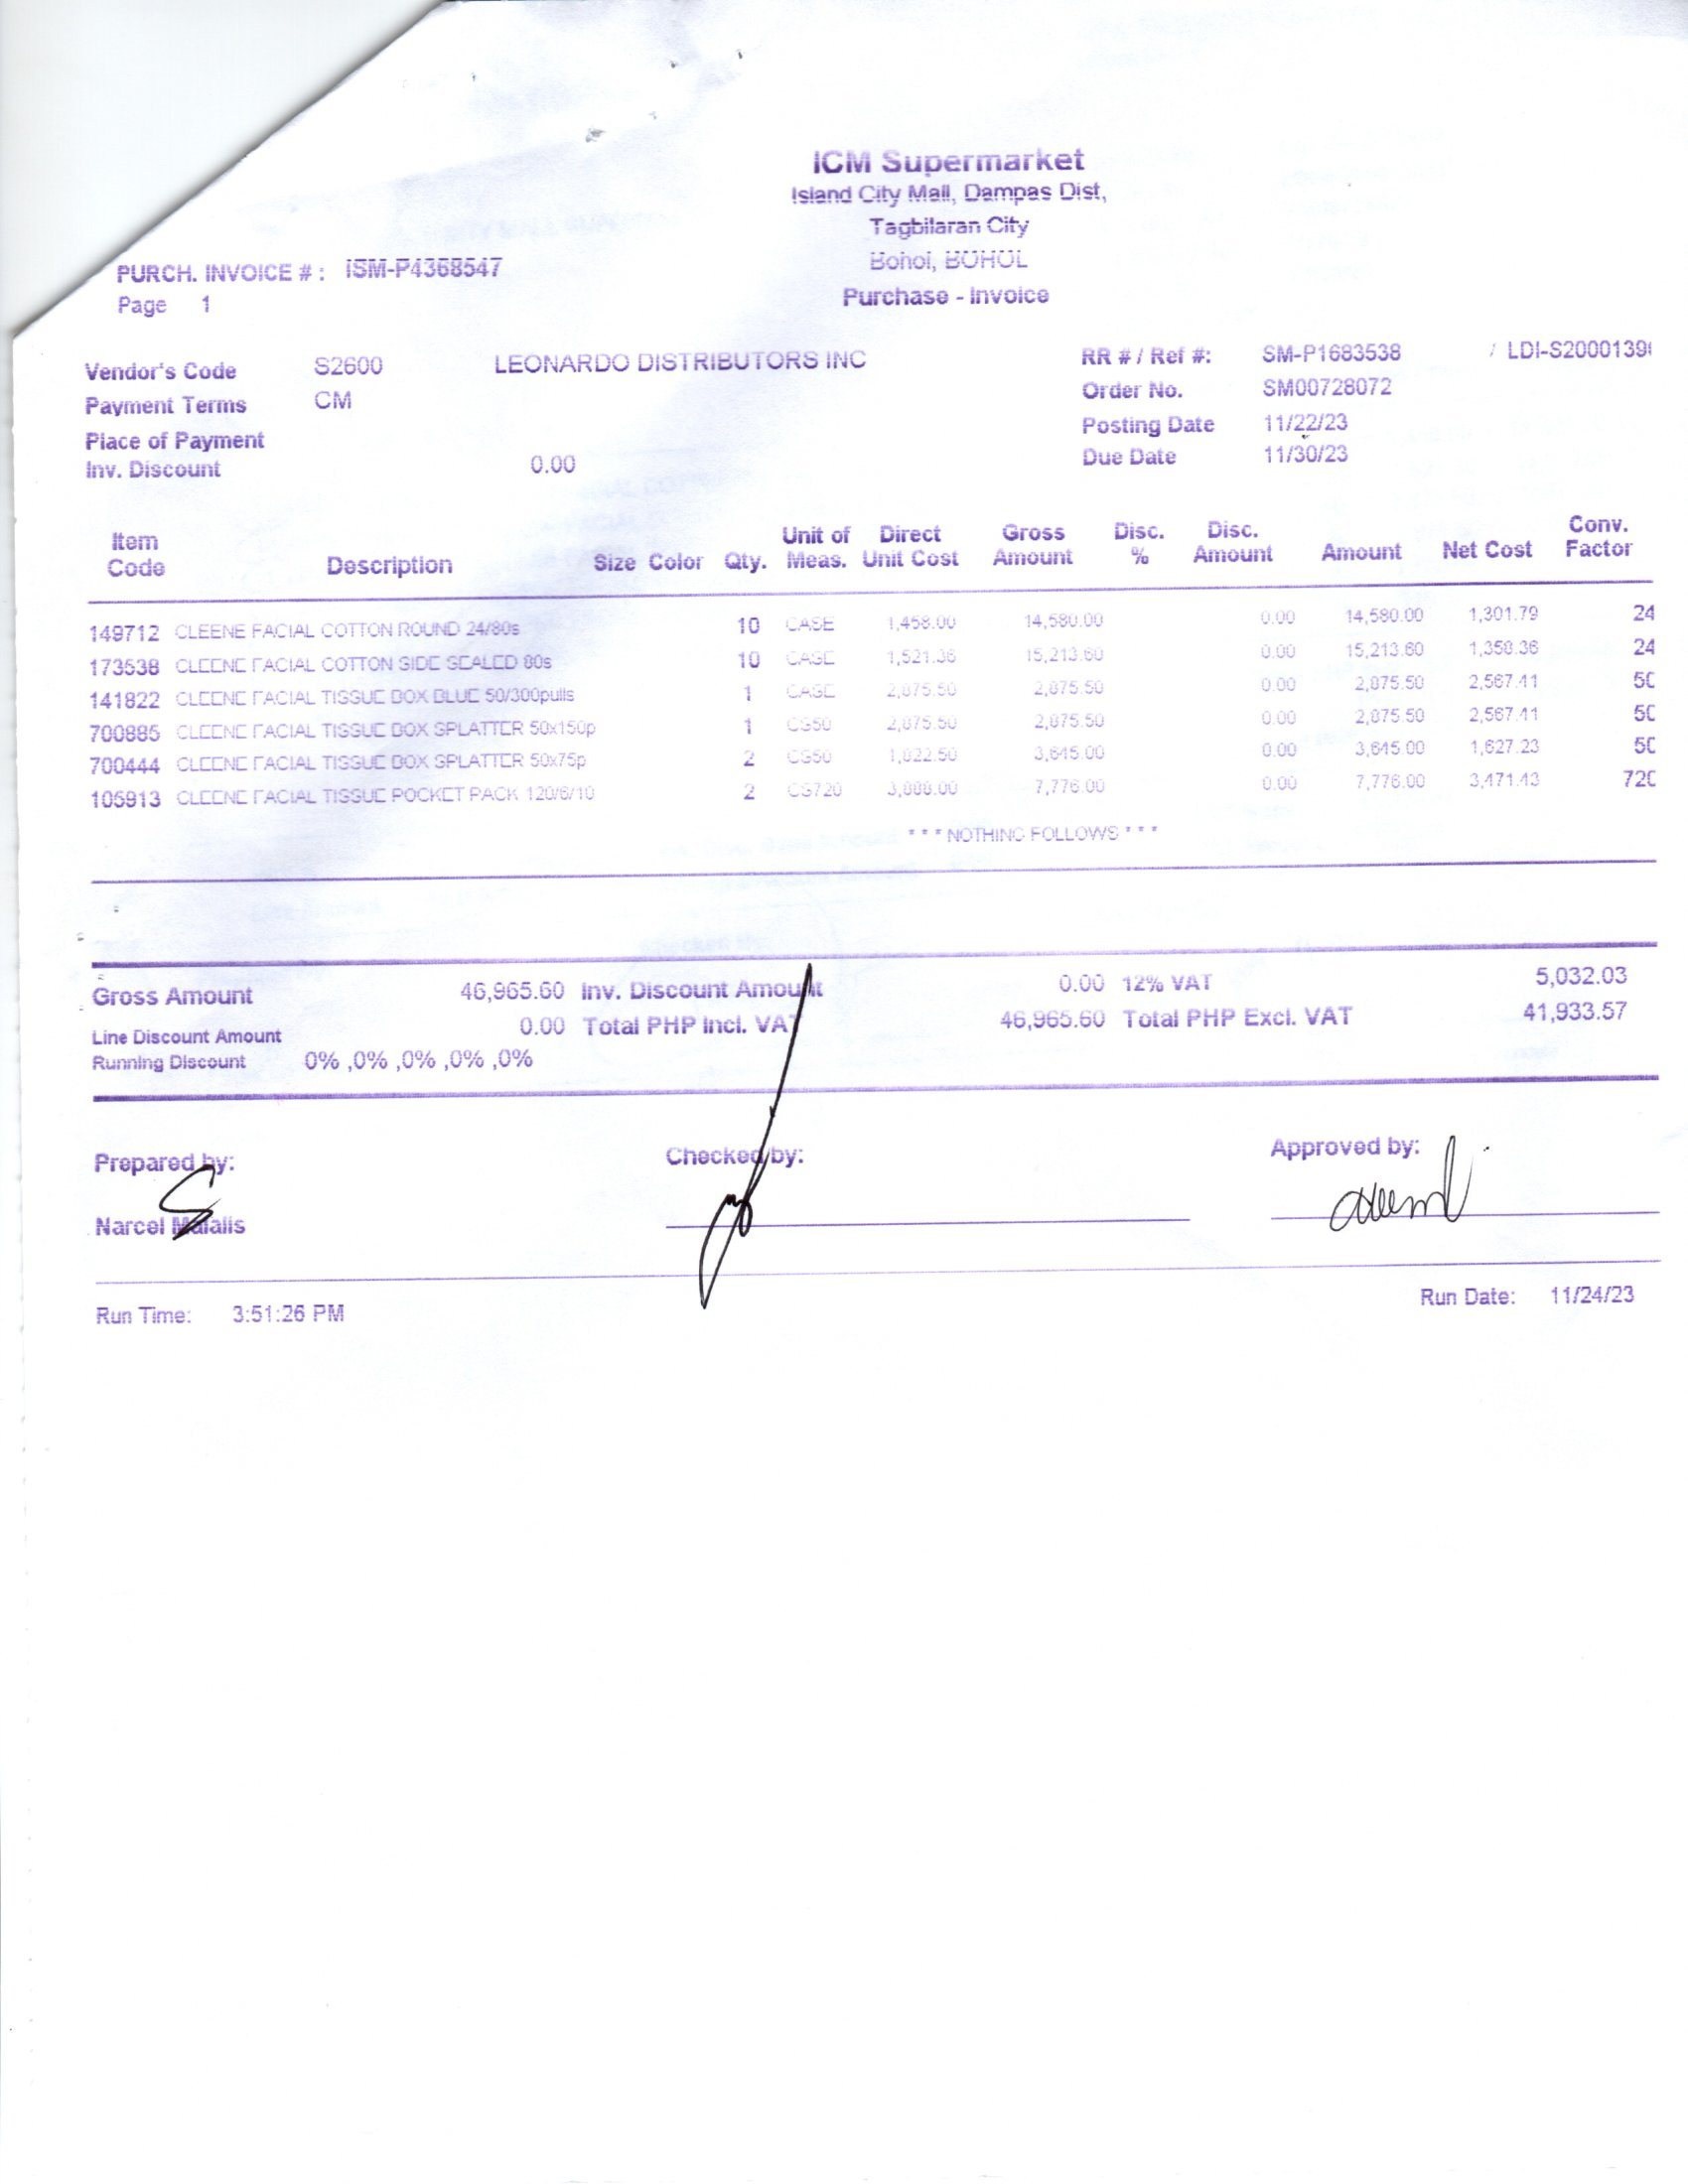 ICM Supermarket
Island City Mall, Dampas Dist,
Tagbilaran City
Bohol, BOHOL
Purchase - Invoice
PURCH. INVOICE # : ISM-P4368547
Page 1
Vendor's Code S2600 LEONARDO DISTRIBUTORS INC
Payment Terms CM
Place of Payment
Inv. Discount 0.00
RR # / Ref #: SM-P1683538 / LDI-S2000139
Order No. SM00728072
Posting Date 11/22/23
Due Date 11/30/23
Item Code Description Size Color Qty. Unit of Meas. Direct Unit Cost Gross Amount Disc. % Disc. Amount Amount Net Cost Conv. Factor
149712 CLEENE FACIAL COTTON ROUND 24/80s 10 CASE 1,458.00 14,580.00 0.00 14,580.00 1,301.79 24
173538 CLEENE FACIAL COTTON SIDE SEALED 80s 10 CASE 1,521.36 15,213.60 0.00 15,213.60 1,358.36 24
141822 CLEENE FACIAL TISSUE BOX BLUE 50/300pulls 1 CASE 2,875.50 2,875.50 0.00 2,875.50 2,567.41 50
700885 CLEENE FACIAL TISSUE BOX SPLATTER 50x150p 1 CS50 2,875.50 2,875.50 0.00 2,875.50 2,567.41 50
700444 CLEENE FACIAL TISSUE BOX SPLATTER 50x75p 2 CS50 1,822.50 3,645.00 0.00 3,645.00 1,627.23 50
105913 CLEENE FACIAL TISSUE POCKET PACK 120/6/10 2 CS720 3,888.00 7,776.00 0.00 7,776.00 3,471.43 720
* * * NOTHING FOLLOWS * * *
Gross Amount 46,965.60 Inv. Discount Amount 0.00 12% VAT 5,032.03
Line Discount Amount 0.00 Total PHP Incl. VAT 46,965.60 Total PHP Excl. VAT 41,933.57
Running Discount 0% ,0% ,0% ,0% ,0%
Prepared by: Checked by: Approved by:
Narcel
Run Time: 3:51:26 PM Run Date: 11/24/23